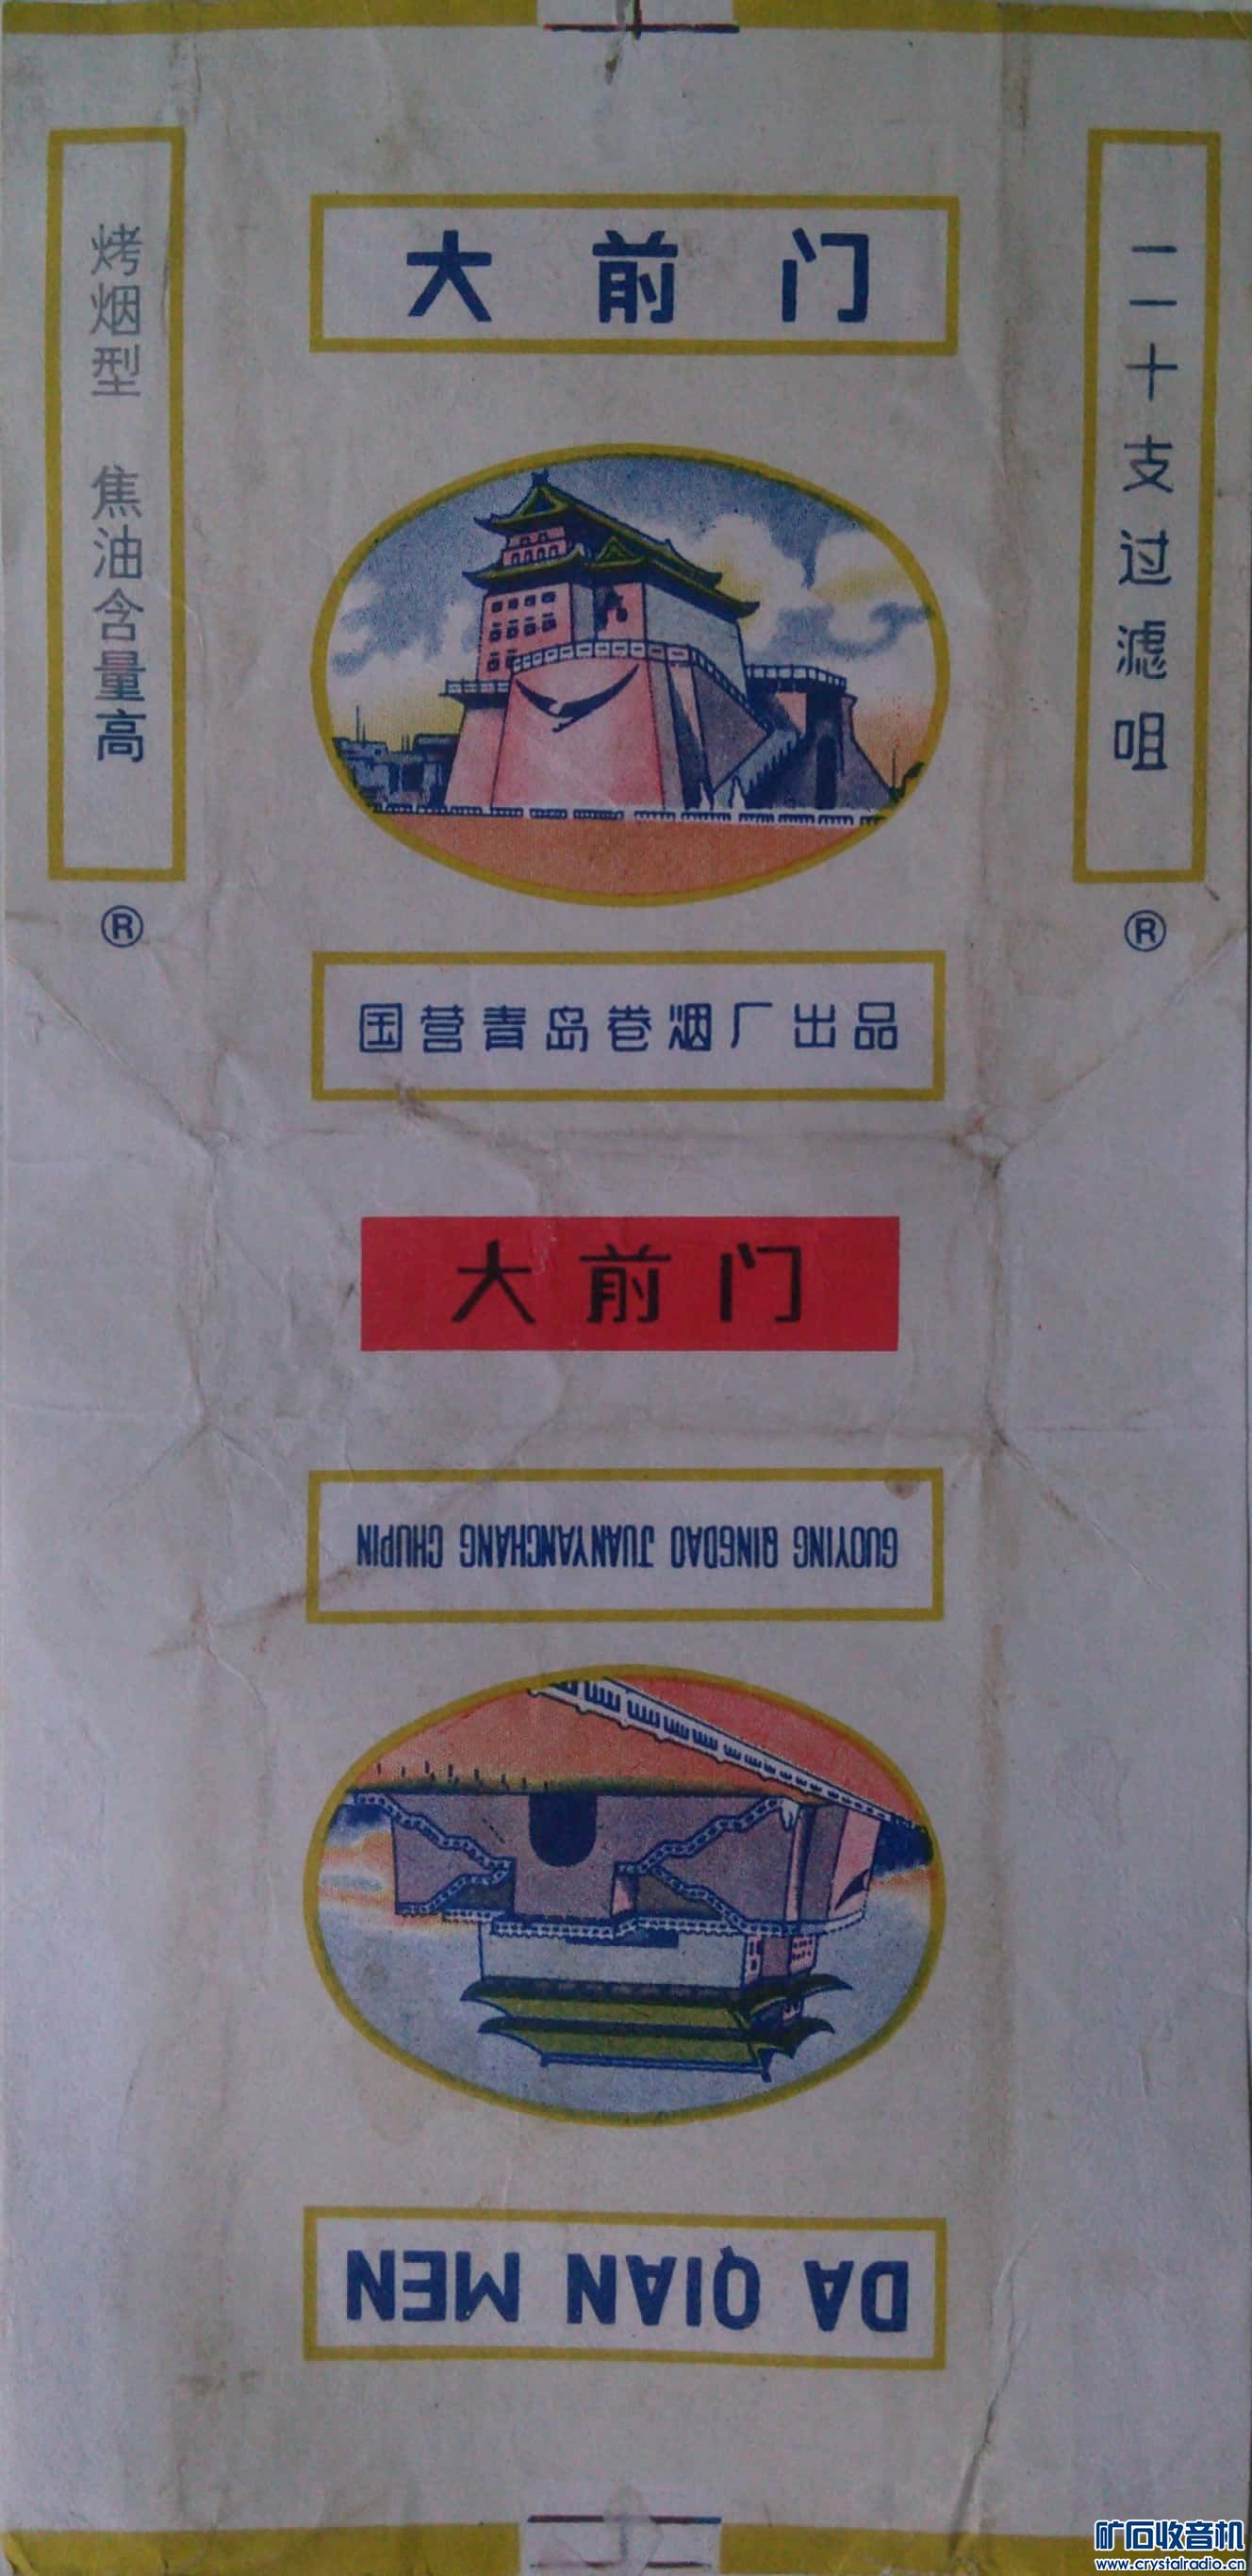 大前门
烤烟型 焦油含量高
二十支过滤咀
®
®
国营青岛卷烟厂出品
大前门
GUOYING QINGDAO JUANYANCHANG CHUPIN
DA QIAN MEN
矿石收音机
www.crystalradio.cn